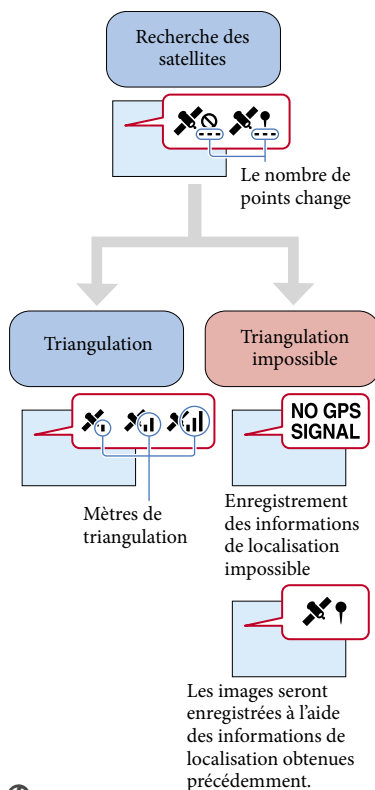 Recherche des
satellites
Le nombre de
points change
Triangulation
Triangulation
impossible
NO GPS
SIGNAL
Mètres de
triangulation
Enregistrement
des informations
de localisation
impossible
Les images seront
enregistrées à l'aide
des informations de
localisation obtenues
précédemment.